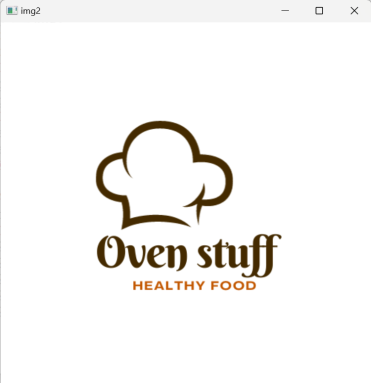 img2
Oven stuff
HEALTHY FOOD